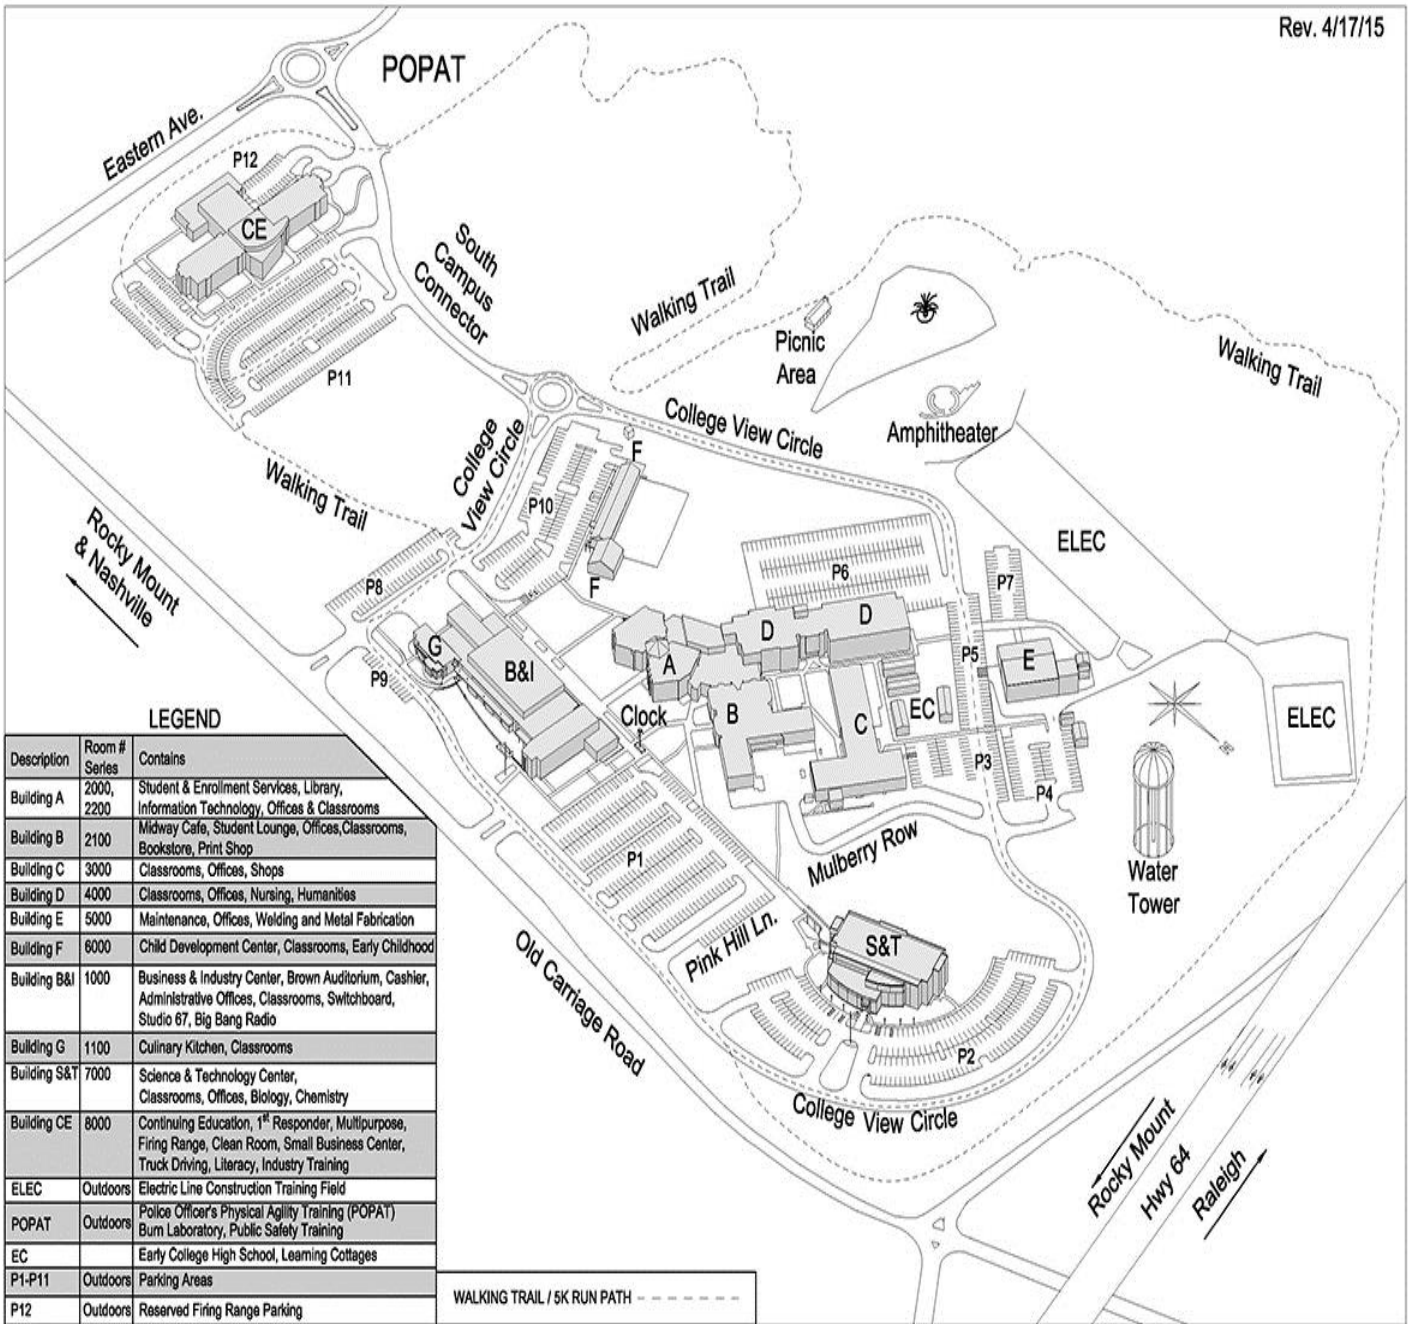 Rev. 4/17/15
POPAT
Eastern Ave.
P12
CE
South
Campus
Connector
Walking Trail
Picnic
Area
Walking Trail
P11
College View Circle
Amphitheater
College
View Circle
F
Walking Trail
P10
Rocky Mount
& Nashville
ELEC
P8
F
P6
P7
D
D
G
B&I
A
P5
E
P9
Clock
B
C
EC
ELEC
P3
P4
P1
Mulberry Row
Water
Tower
Pink Hill Ln.
S&T
Old Carriage Road
P2
College View Circle
Rocky Mount
Hwy 64
Raleigh
LEGEND
Description Room # Series Contains
Building A 2000, 2200 Student & Enrollment Services, Library,
Information Technology, Offices & Classrooms
Building B 2100 Midway Cafe, Student Lounge, Offices,Classrooms,
Bookstore, Print Shop
Building C 3000 Classrooms, Offices, Shops
Building D 4000 Classrooms, Offices, Nursing, Humanities
Building E 5000 Maintenance, Offices, Welding and Metal Fabrication
Building F 6000 Child Development Center, Classrooms, Early Childhood
Building B&I 1000 Business & Industry Center, Brown Auditorium, Cashier,
Administrative Offices, Classrooms, Switchboard,
Studio 67, Big Bang Radio
Building G 1100 Culinary Kitchen, Classrooms
Building S&T 7000 Science & Technology Center,
Classrooms, Offices, Biology, Chemistry
Building CE 8000 Continuing Education, 1st Responder, Multipurpose,
Firing Range, Clean Room, Small Business Center,
Truck Driving, Literacy, Industry Training
ELEC Outdoors Electric Line Construction Training Field
POPAT Outdoors Police Officer's Physical Agility Training (POPAT)
Burn Laboratory, Public Safety Training
EC Early College High School, Learning Cottages
P1-P11 Outdoors Parking Areas
P12 Outdoors Reserved Firing Range Parking
WALKING TRAIL / 5K RUN PATH